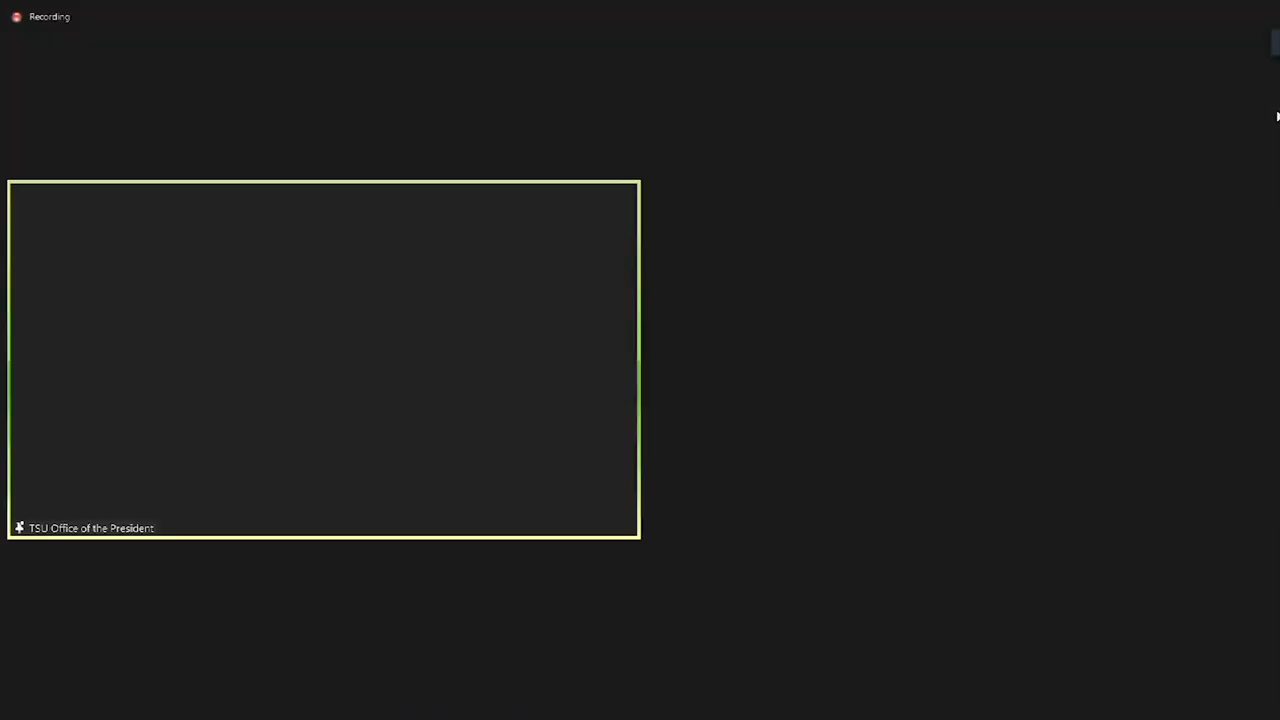 Recording
TSU Office of the President